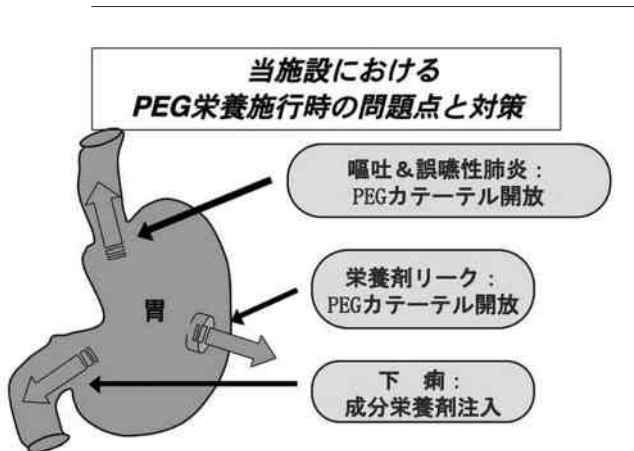 当施設における
PEG栄養施行時の問題点と対策
嘔吐&誤嚥性肺炎:
PEGカテーテル開放
胃
栄養剤リーク:
PEGカテーテル開放
下 痢:
成分栄養剤注入